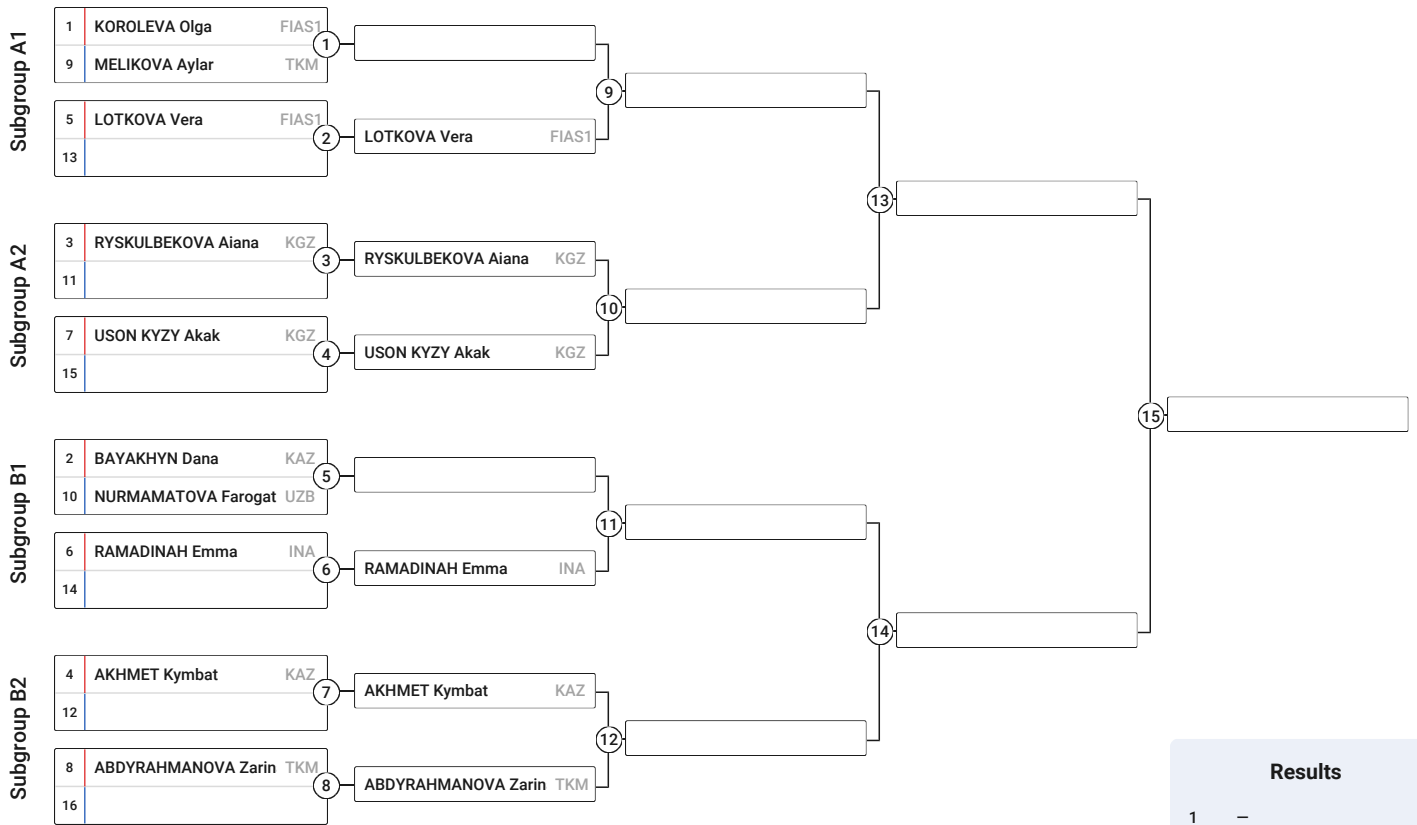 Subgroup A1
1 KOROLEVA Olga FIAS1
9 MELIKOVA Aylar TKM
1
5 LOTKOVA Vera FIAS1
13
2
LOTKOVA Vera FIAS1
9
Subgroup A2
3 RYSKULBEKOVA Aiana KGZ
11
3
RYSKULBEKOVA Aiana KGZ
7 USON KYZY Akak KGZ
15
4
USON KYZY Akak KGZ
10
13
Subgroup B1
2 BAYAKHYN Dana KAZ
10 NURMAMATOVA Farogat UZB
5
6 RAMADINAH Emma INA
14
6
RAMADINAH Emma INA
11
Subgroup B2
4 AKHMET Kymbat KAZ
12
7
AKHMET Kymbat KAZ
8 ABDYRAHMANOVA Zarin TKM
16
8
ABDYRAHMANOVA Zarin TKM
12
14
15
Results
1 –